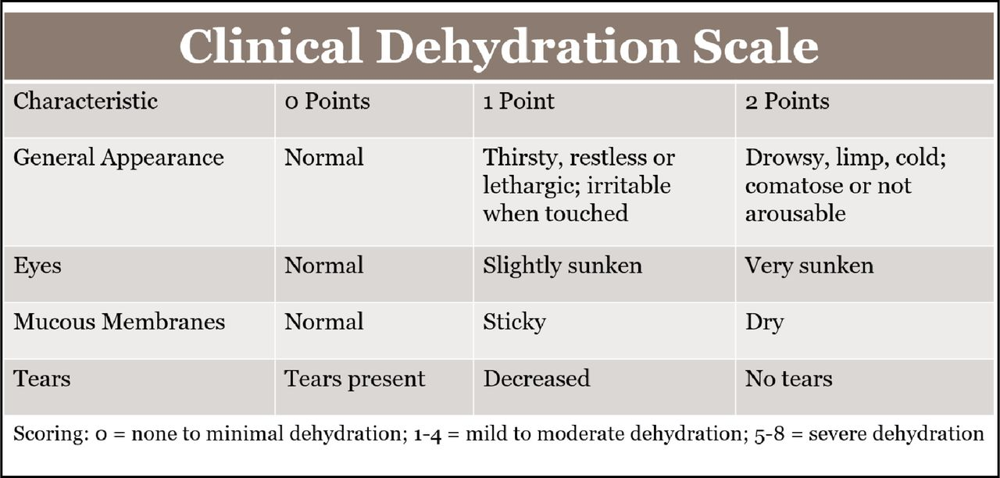 Clinical Dehydration Scale
Characteristic 0 Points 1 Point 2 Points
General Appearance Normal Thirsty, restless or lethargic; irritable when touched Drowsy, limp, cold; comatose or not arousable
Eyes Normal Slightly sunken Very sunken
Mucous Membranes Normal Sticky Dry
Tears Tears present Decreased No tears
Scoring: 0 = none to minimal dehydration; 1-4 = mild to moderate dehydration; 5-8 = severe dehydration